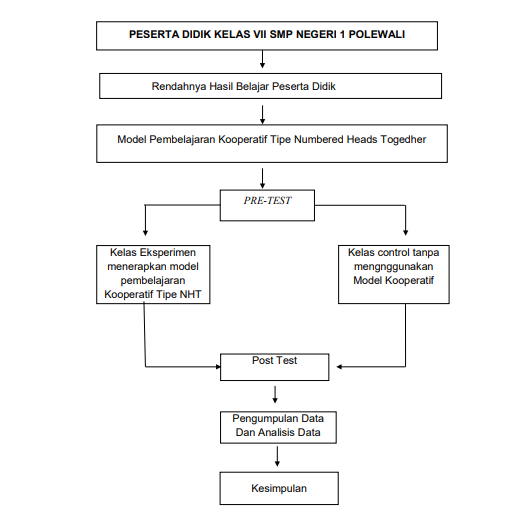 PESERTA DIDIK KELAS VII SMP NEGERI 1 POLEWALI
Rendahnya Hasil Belajar Peserta Didik
Model Pembelajaran Kooperatif Tipe Numbered Heads Togedher
PRE-TEST
Kelas Eksperimen
menerapkan model
pembelajaran
Kooperatif Tipe NHT
Kelas control tanpa
mengnggunakan
Model Kooperatif
Post Test
Pengumpulan Data
Dan Analisis Data
Kesimpulan